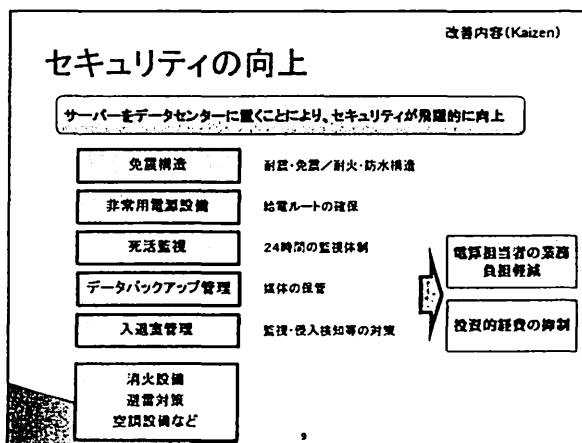 改善内容(Kaizen)
セキュリティの向上
サーバーをデータセンターに置くことにより、セキュリティが飛躍的に向上
免震構造
耐震・免震／耐火・防水構造
非常用電源設備
給電ルートの確保
死活監視
24時間の監視体制
データバックアップ管理
媒体の保管
入退室管理
監視・侵入検知等の対策
消火設備
避雷対策
空調設備など
電算担当者の業務
負担軽減
投資的経費の抑制
9